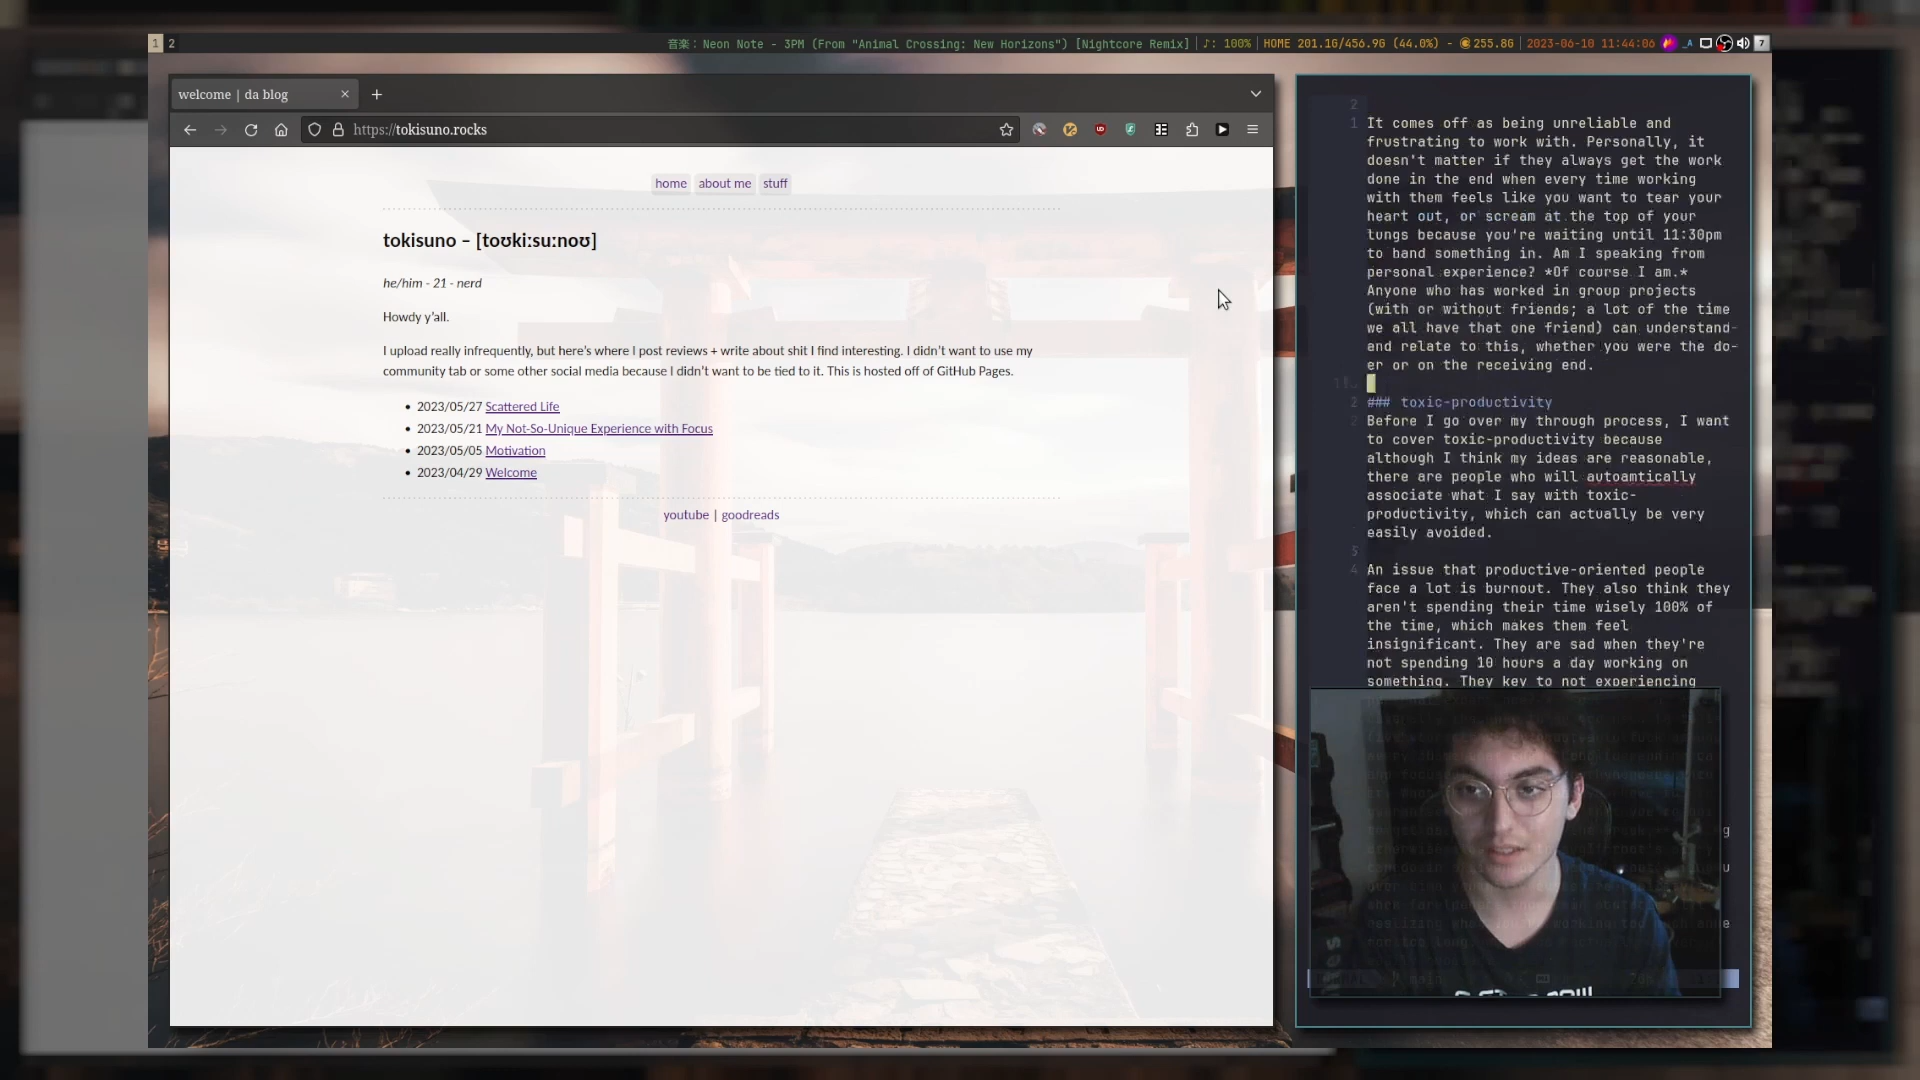 1 2
音楽: Neon Note - 3PM (From "Animal Crossing: New Horizons") [Nightcore Remix] | ♪: 100% | HOME 201.1G/456.9G (44.0%) - 255.8G | 2023-06-10 11:44:06 _A 7
welcome | da blog
https://tokisuno.rocks
home about me stuff
tokisuno – [toʊkiːsuːnoʊ]
he/him - 21 - nerd
Howdy y’all.
I upload really infrequently, but here’s where I post reviews + write about shit I find interesting. I didn’t want to use my
community tab or some other social media because I didn’t want to be tied to it. This is hosted off of GitHub Pages.
• 2023/05/27 Scattered Life
• 2023/05/21 My Not-So-Unique Experience with Focus
• 2023/05/05 Motivation
• 2023/04/29 Welcome
youtube | goodreads
2
1 It comes off as being unreliable and
frustrating to work with. Personally, it
doesn't matter if they always get the work
done in the end when every time working
with them feels like you want to tear your
heart out, or scream at the top of your
lungs because you're waiting until 11:30pm
to hand something in. Am I speaking from
personal experience? *Of course I am.*
Anyone who has worked in group projects
(with or without friends; a lot of the time
we all have that one friend) can understand-
end relate to this, whether you were the do-
er or on the receiving end.
2 ### toxic-productivity
Before I go over my through process, I want
to cover toxic-productivity because
although I think my ideas are reasonable,
there are people who will autoamtically
associate what I say with toxic-
productivity, which can actually be very
easily avoided.
5
4 An issue that productive-oriented people
face a lot is burnout. They also think they
aren't spending their time wisely 100% of
the time, which makes them feel
insignificant. They are sad when they're
not spending 10 hours a day working on
something. They key to not experiencing
main